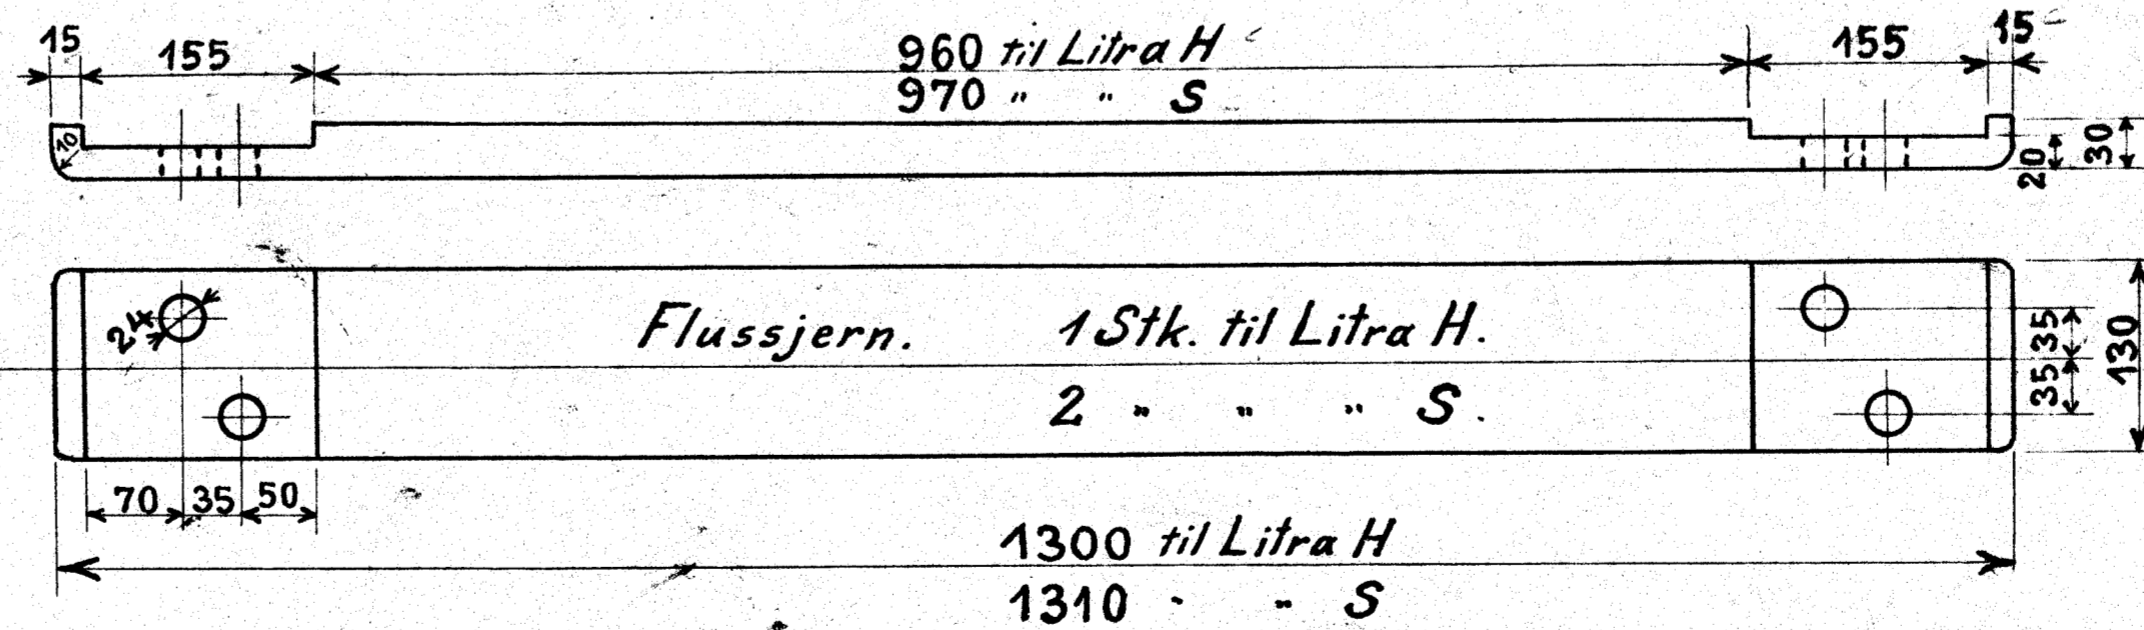 15 155 960 til Litra H 155 15
970 " " S
10 20 30
24 Flussjern. 1 Stk. til Litra H. 35 130
2 " " " S. 35
70 35 50
1300 til Litra H
1310 " " S